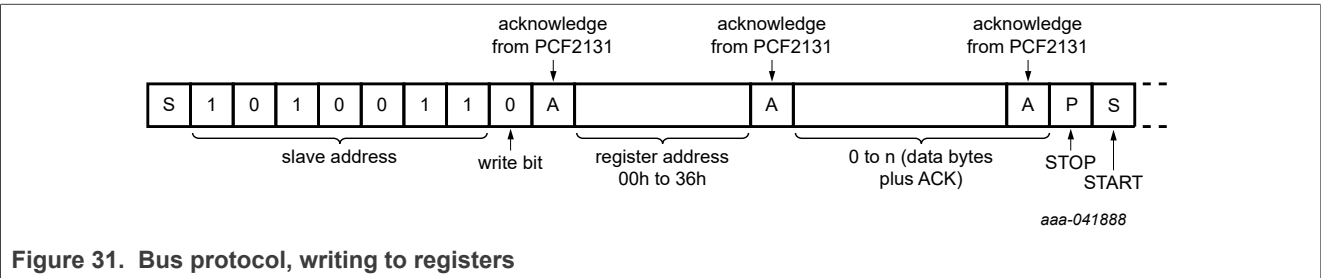 acknowledge acknowledge acknowledge
from PCF2131 from PCF2131 from PCF2131
S 1 0 1 0 0 1 1 0 A A A P S
slave address write bit register address 0 to n (data bytes STOP
00h to 36h plus ACK) START
aaa-041888
Figure 31. Bus protocol, writing to registers